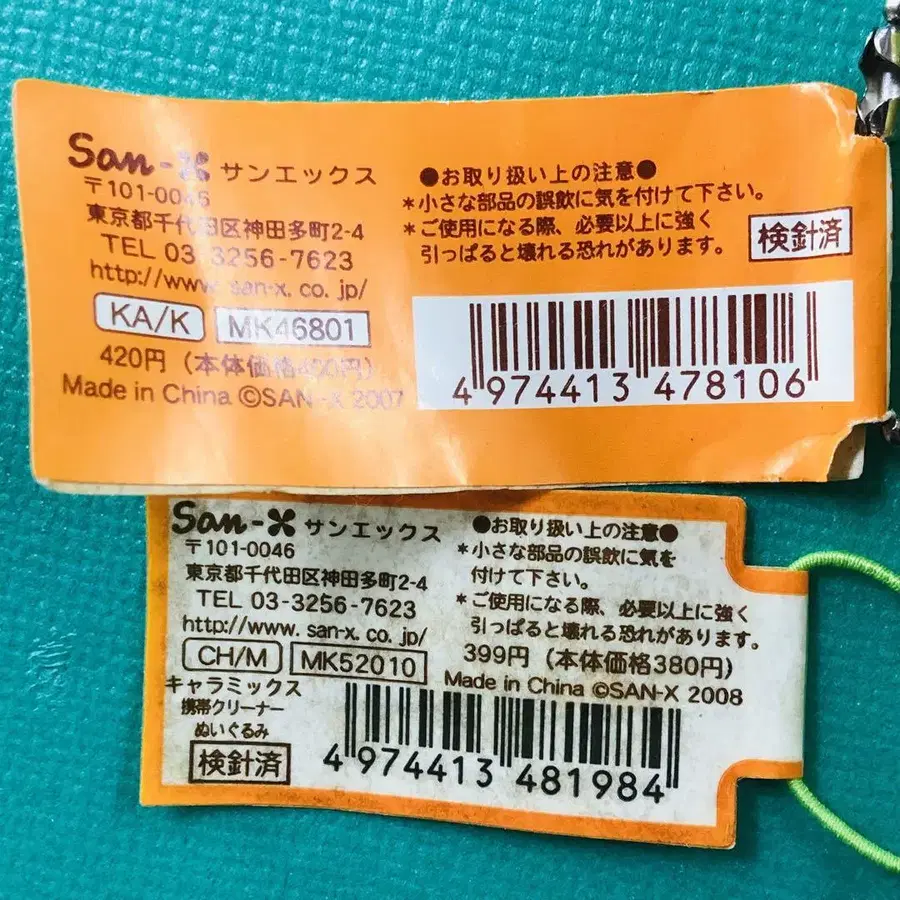 San-X サンエックス
〒101-0046
東京都千代田区神田多町2-4
TEL 03-3256-7623
http://www.san-x.co.jp/
KA/K MK46801
420円 (本体価格400円)
Made in China ©SAN-X 2007
●お取り扱い上の注意●
*小さな部品の誤飲に気を付けて下さい。
*ご使用になる際、必要以上に強く
引っぱると壊れる恐れがあります。
検針済
4 974413 478106
San-X サンエックス
〒101-0046
東京都千代田区神田多町2-4
TEL 03-3256-7623
http://www.san-x.co.jp/
CH/M MK52010
キャラミックス
携帯クリーナー
ぬいぐるみ
検針済
●お取り扱い上の注意●
*小さな部品の誤飲に気を
付けて下さい。
*ご使用になる際、必要以上に強く
引っぱると壊れる恐れがあります。
399円 (本体価格380円)
Made in China ©SAN-X 2008
4 974413 481984